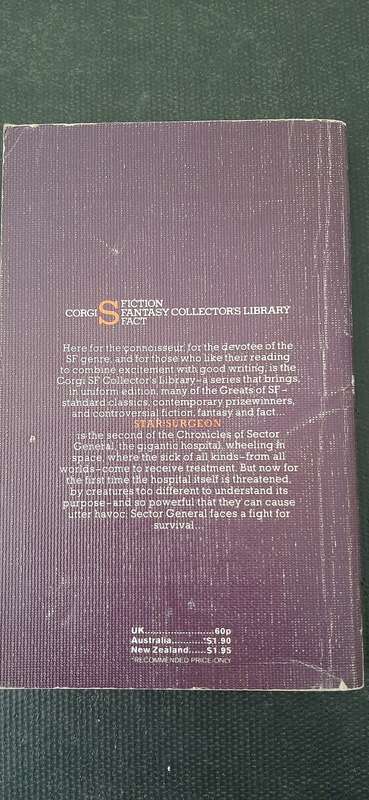 FICTION
CORGI SFANTASY COLLECTOR'S LIBRARY
FACT
Here for the connoisseur, for the devotee of the
SF genre, and for those who like their reading
to combine excitement with good writing, is the
Corgi SF Collector's Library–a series that brings,
in uniform edition, many of the Greats of SF–
standard classics, contemporary prizewinners,
and controversial fiction, fantasy and fact.
STAR SURGEON
is the second of the Chronicles of Sector
General, the gigantic hospital, wheeling in
space, where the sick of all kinds–from all
worlds–come to receive treatment. But now for
the first time the hospital itself is threatened,
by creatures too different to understand its
purpose–and so powerful that they can cause
utter havoc: Sector General faces a fight for
survival...
UK........................60p
Australia...........*$1.90
New Zealand......$1.95
*RECOMMENDED PRICE ONLY